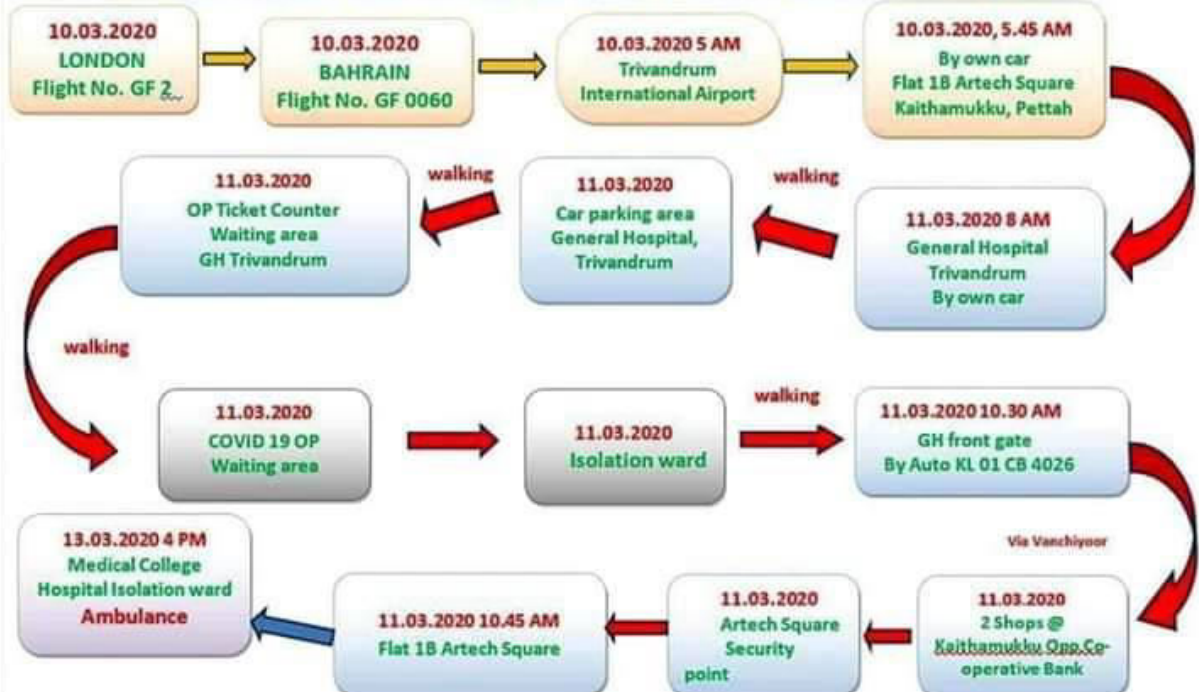 10.03.2020
LONDON
Flight No. GF 2
10.03.2020
BAHRAIN
Flight No. GF 0060
10.03.2020 5 AM
Trivandrum
International Airport
10.03.2020, 5.45 AM
By own car
Flat 1B Artech Square
Kaithamukku, Pettah
11.03.2020 8 AM
General Hospital
Trivandrum
By own car
walking
11.03.2020
Car parking area
General Hospital,
Trivandrum
walking
11.03.2020
OP Ticket Counter
Waiting area
GH Trivandrum
walking
11.03.2020
COVID 19 OP
Waiting area
11.03.2020
Isolation ward
walking
11.03.2020 10.30 AM
GH front gate
By Auto KL 01 CB 4026
Via Vanchiyoor
11.03.2020
2 Shops @
Kaithamukku Opp.Co-
operative Bank
11.03.2020
Artech Square
Security
point
11.03.2020 10.45 AM
Flat 1B Artech Square
13.03.2020 4 PM
Medical College
Hospital Isolation ward
Ambulance